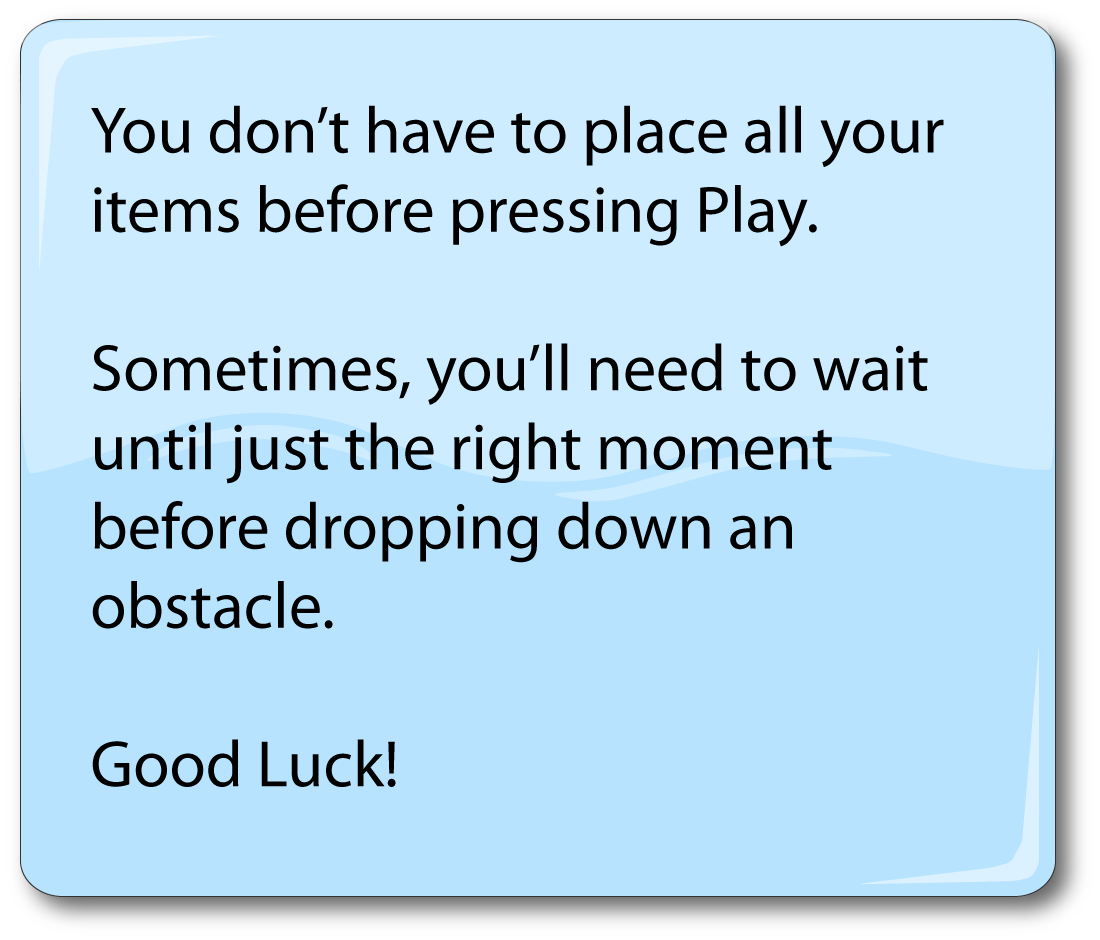 You don’t have to place all your
items before pressing Play.
Sometimes, you’ll need to wait
until just the right moment
before dropping down an
obstacle.
Good Luck!